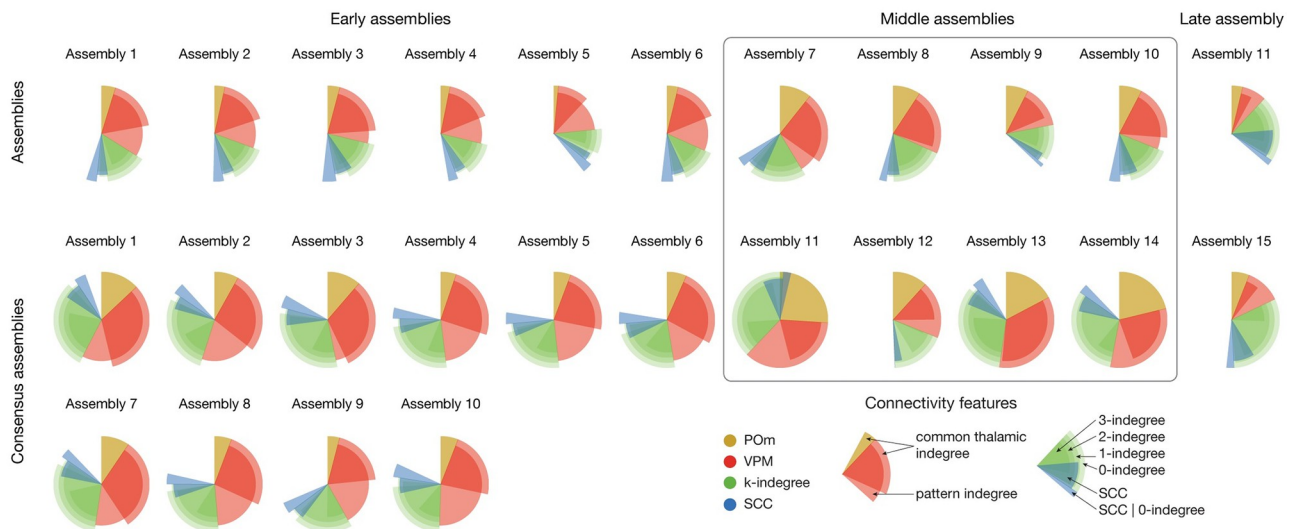 Early assemblies Middle assemblies Late assembly
Assemblies
Assembly 1 Assembly 2 Assembly 3 Assembly 4 Assembly 5 Assembly 6 Assembly 7 Assembly 8 Assembly 9 Assembly 10 Assembly 11
Consensus assemblies
Assembly 1 Assembly 2 Assembly 3 Assembly 4 Assembly 5 Assembly 6 Assembly 11 Assembly 12 Assembly 13 Assembly 14 Assembly 15
Assembly 7 Assembly 8 Assembly 9 Assembly 10
Connectivity features
POm
VPM
k-indegree
SCC
common thalamic
indegree
pattern indegree
3-indegree
2-indegree
1-indegree
0-indegree
SCC
SCC | 0-indegree